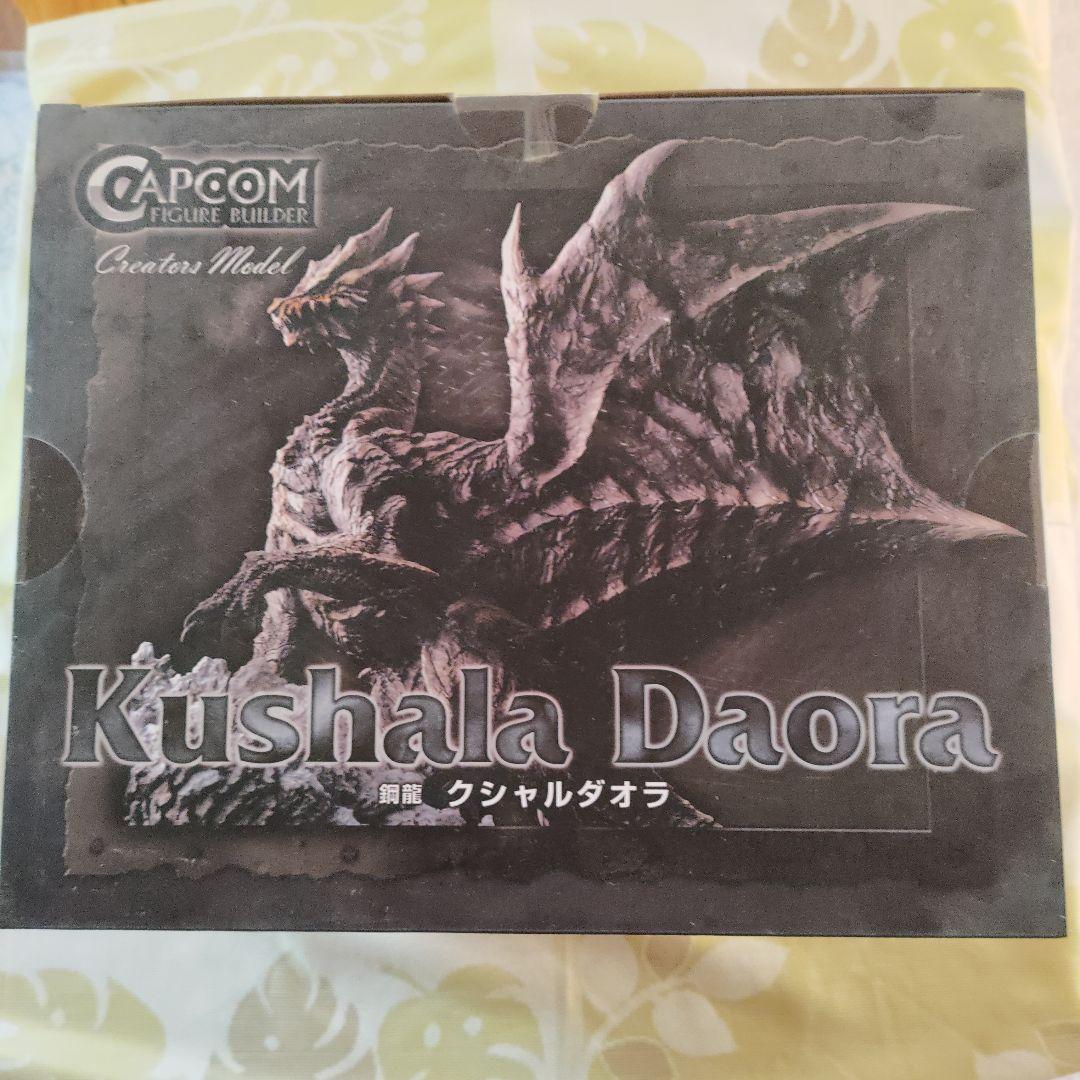 CAPCOM
FIGURE BUILDER
Creators Model
Kushala Daora
鋼龍 クシャルダオラ